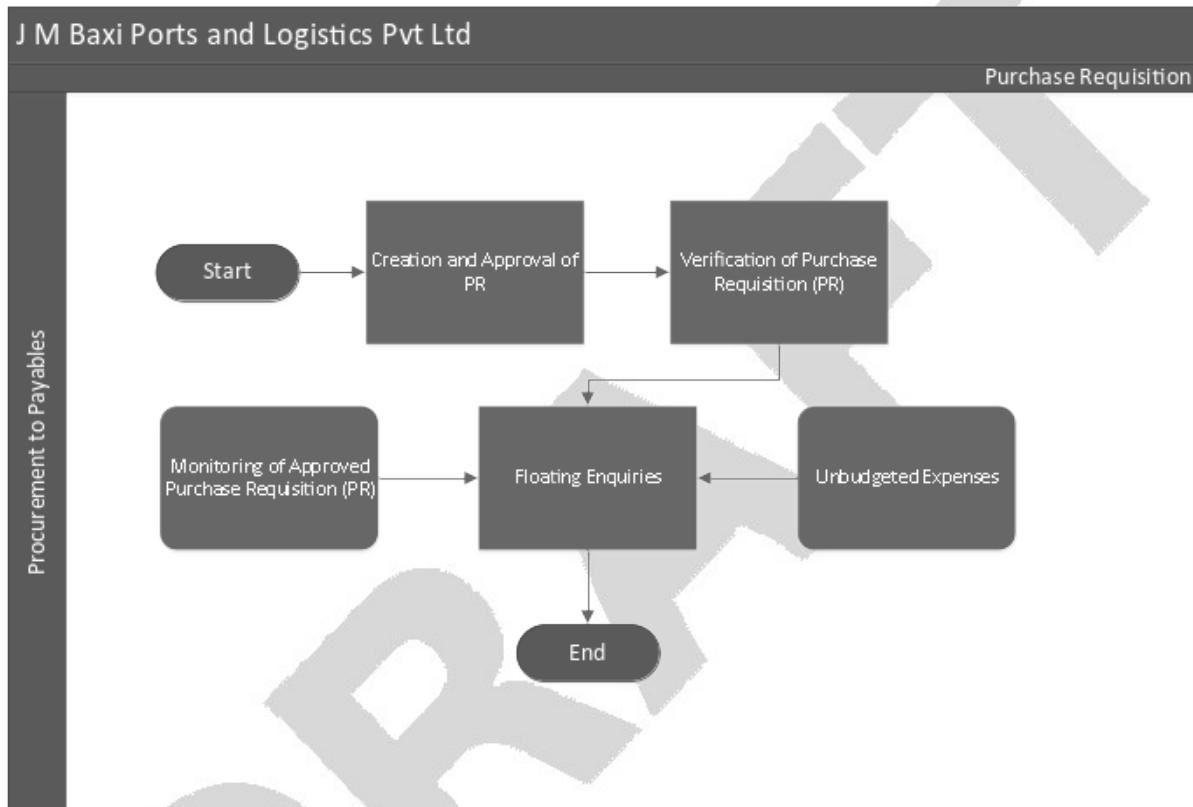 J M Baxi Ports and Logistics Pvt Ltd
Purchase Requisition
Procurement to Payables
Start
Creation and Approval of
PR
Verification of Purchase
Requisition (PR)
Monitoring of Approved
Purchase Requisition (PR)
Floating Enquiries
Unbudgeted Expenses
End